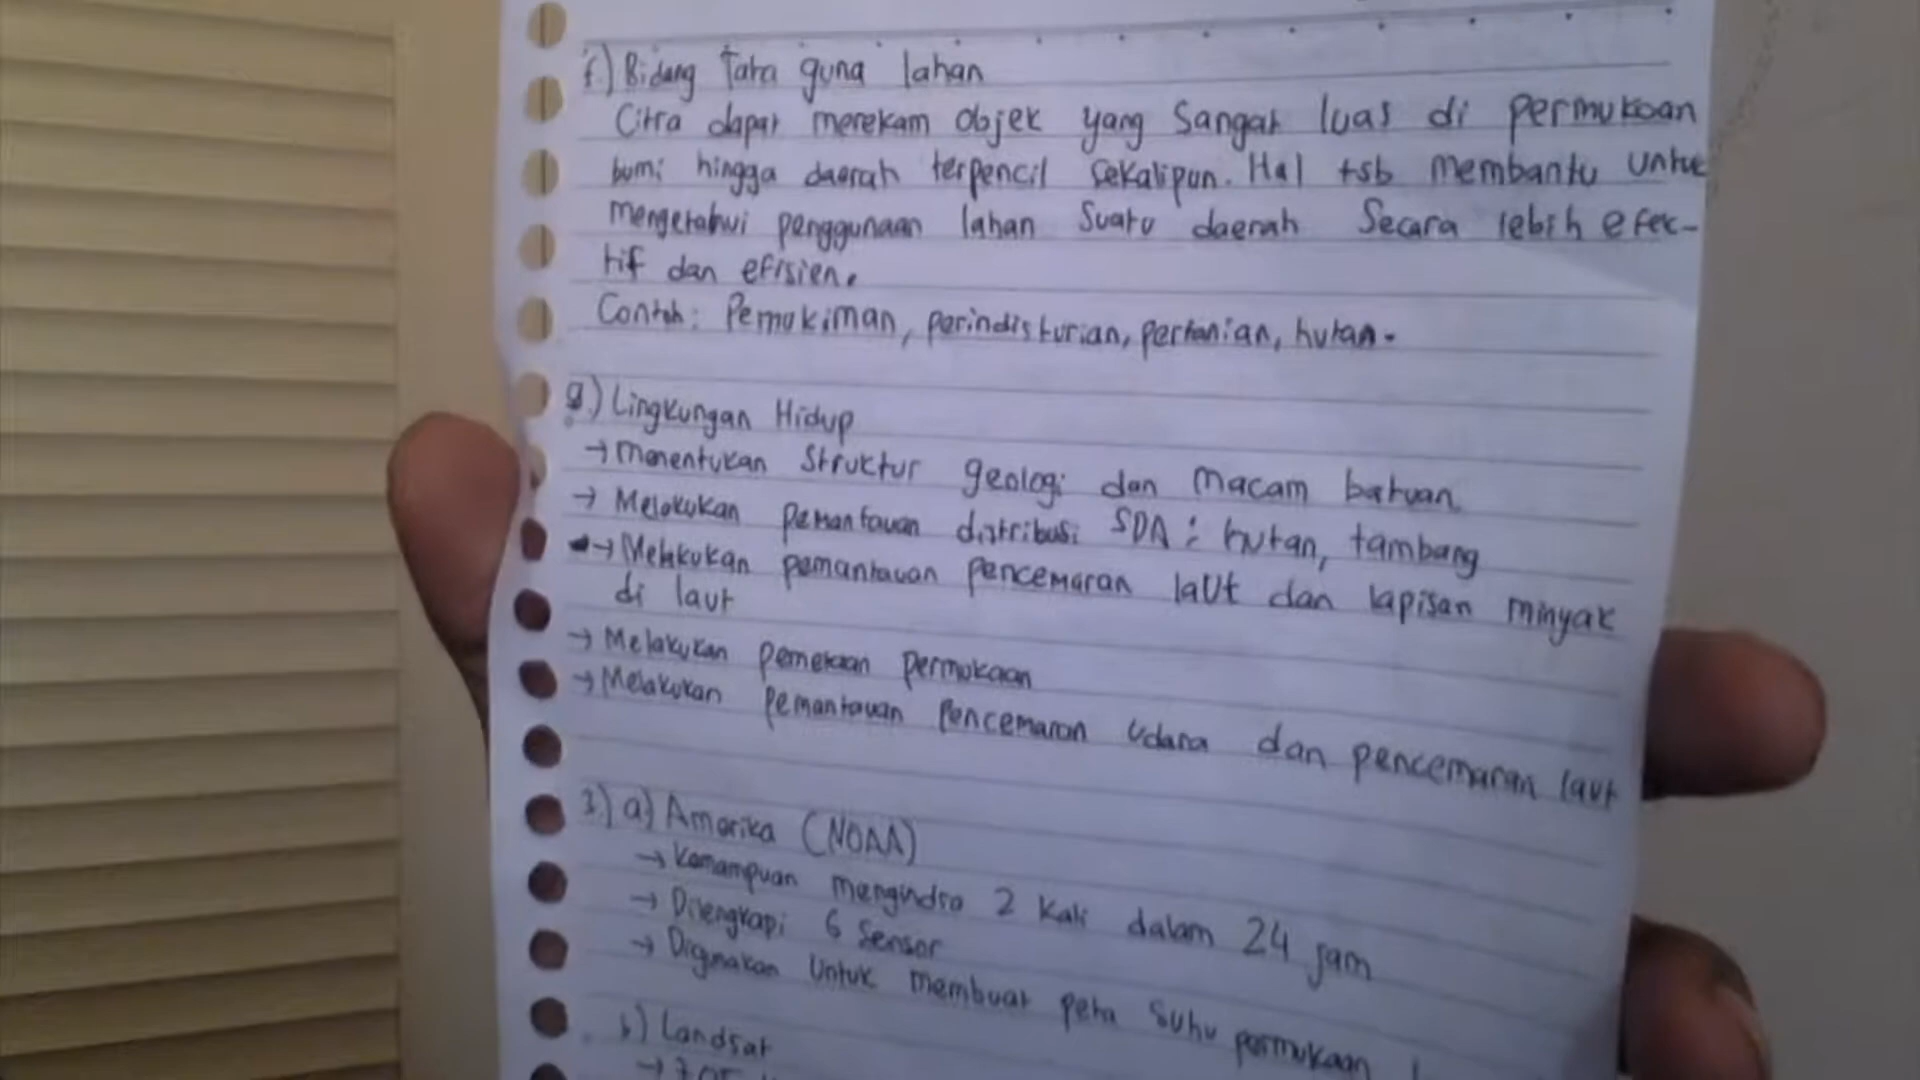 f.) Bidang Tata guna lahan
Citra dapat merekam objek yang sangat luas di permukaan
bumi hingga daerah terpencil sekalipun. Hal tsb membantu untuk
mengetahui penggunaan lahan suatu daerah secara lebih efek-
tif dan efisien.
Contoh: Pemukiman, perindisturian, pertanian, hutan.
g.) Lingkungan Hidup
→ Menentukan struktur geologi dan macam batuan
→ Melakukan pemantauan distribusi SDA : hutan, tambang
→ Melakukan pemantauan pencemaran laut dan lapisan minyak
di laut
→ Melakukan permukaan
→ Melakukan pemantauan pencemaran udara dan pencemaran laut
3.) a) Amerika (NOAA)
→ Kemampuan mengindra 2 kali dalam 24 jam
→ Dilengkapi 6 sensor
→ Digunakan untuk membuat peta suhu permukaan
b) Landsat